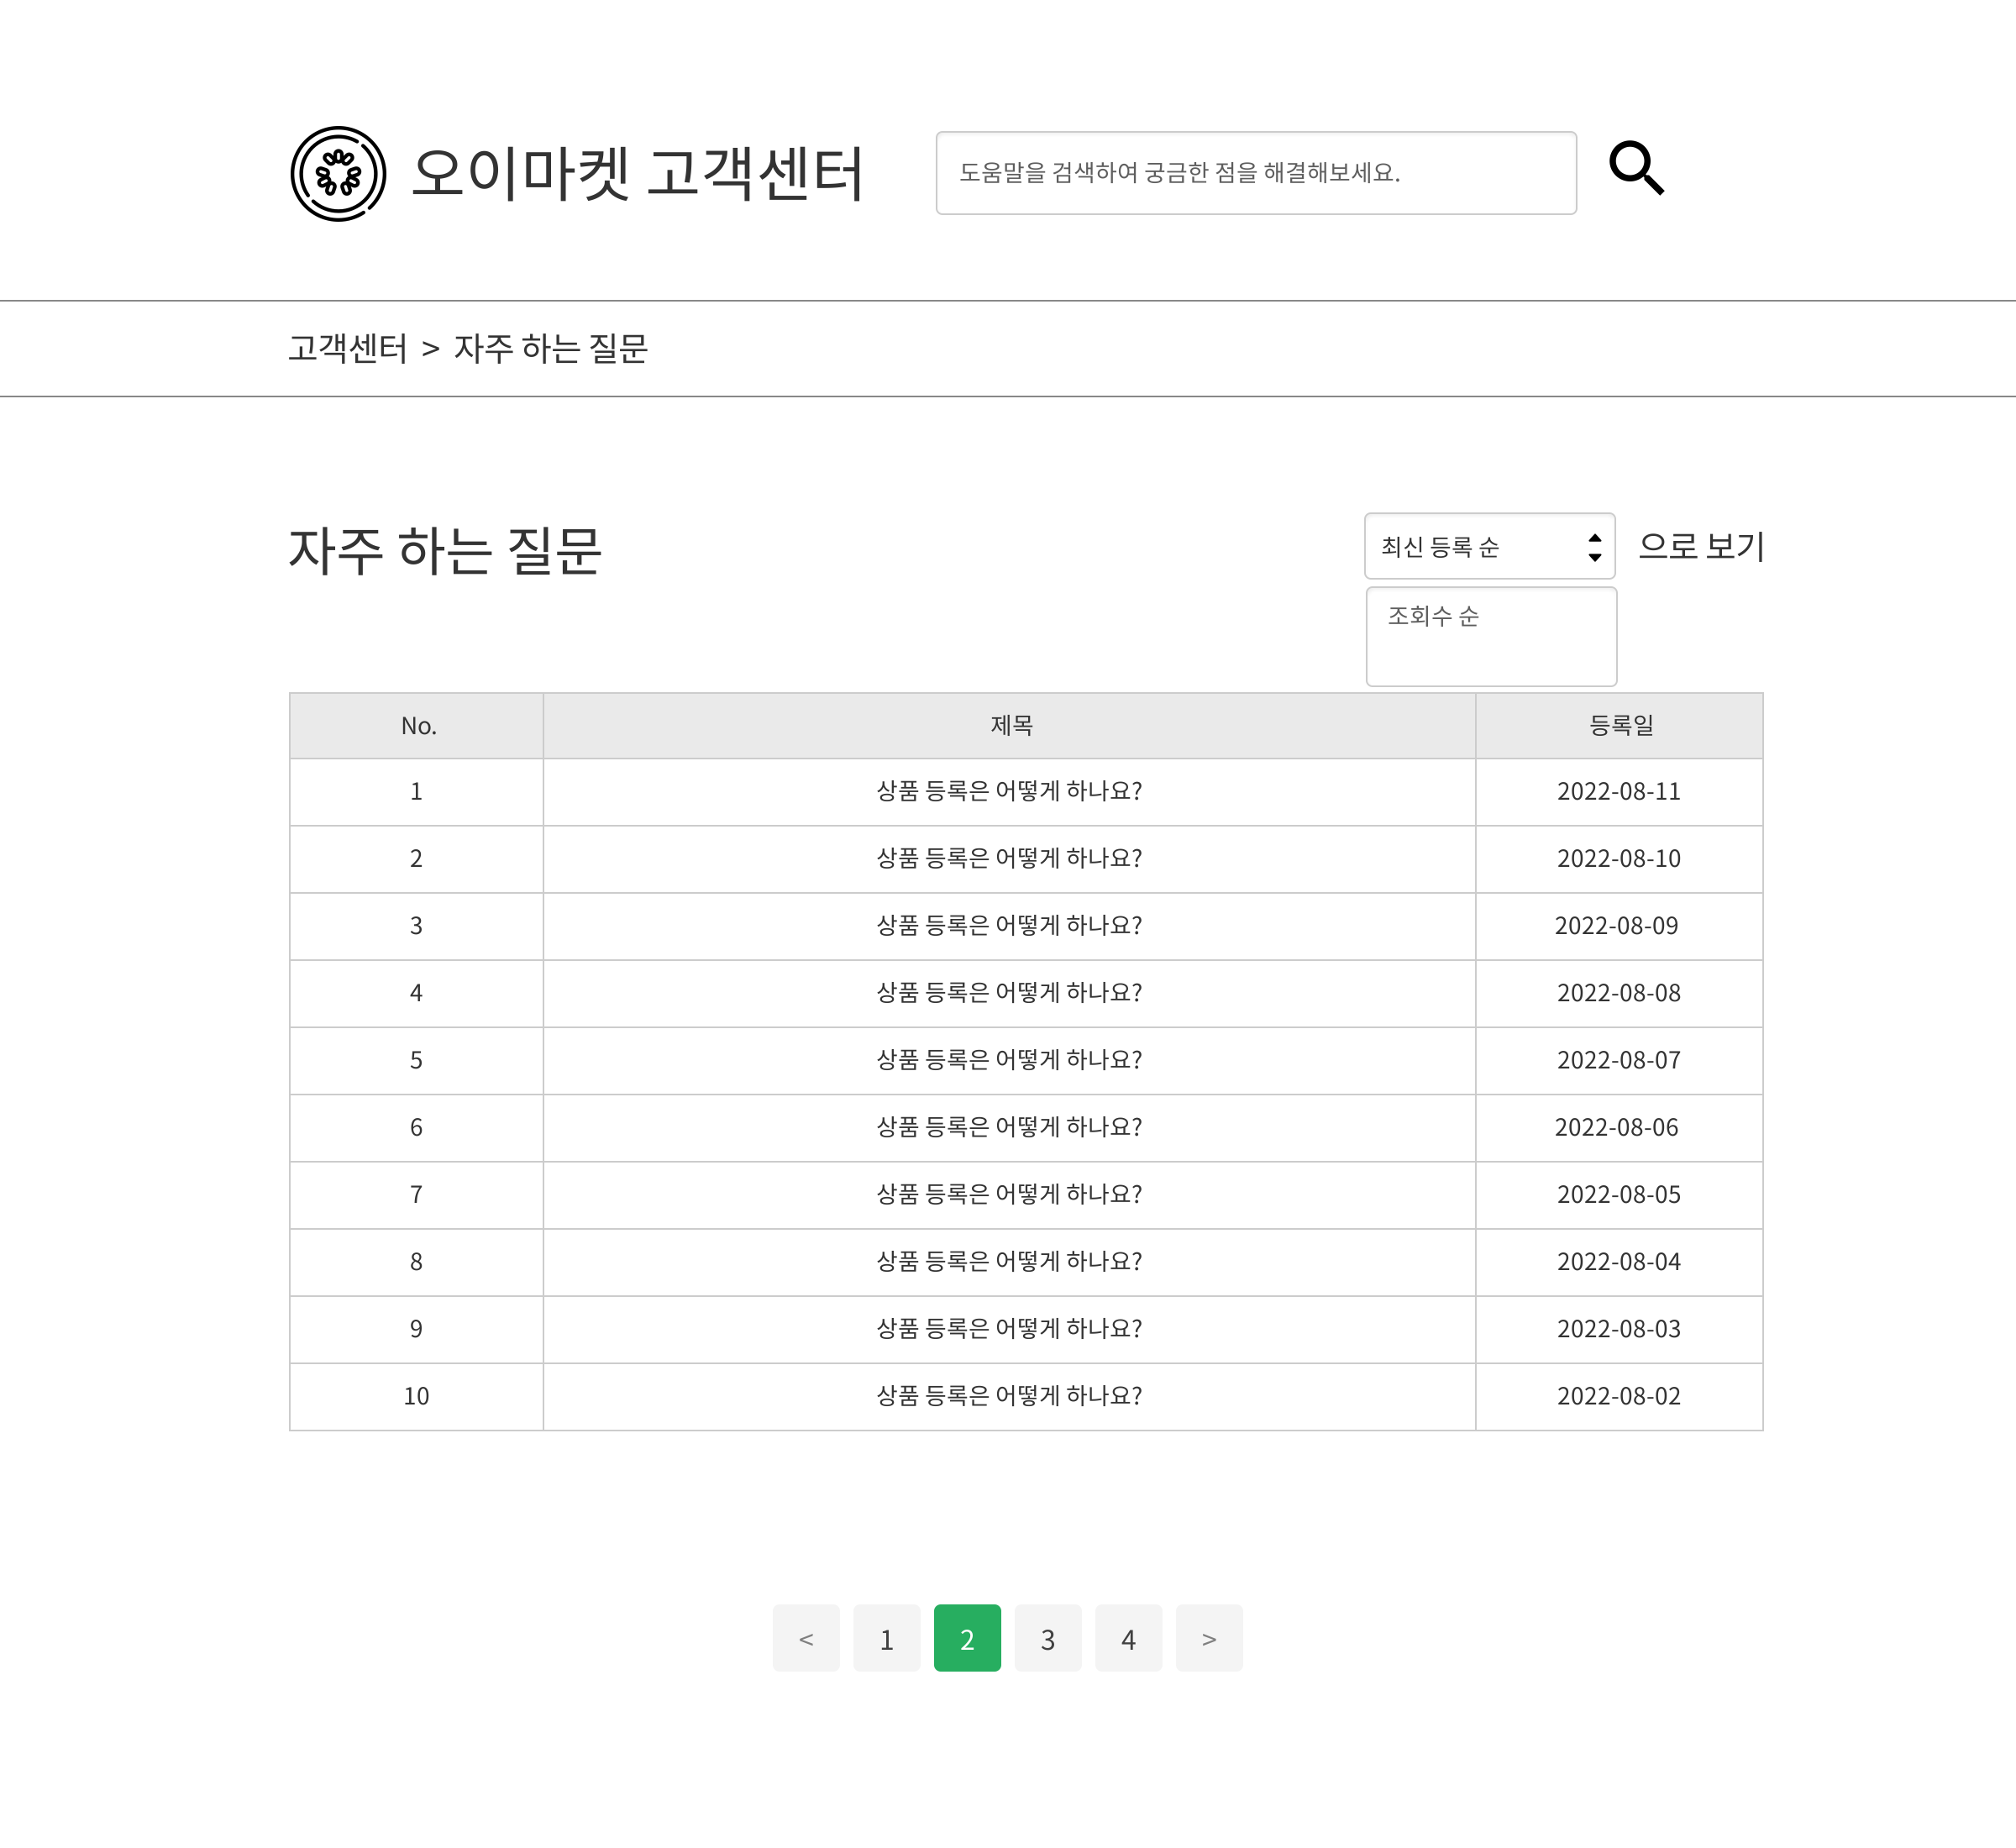 오이마켓 고객센터
도움말을 검색하여 궁금한 점을 해결해보세요.
고객센터 > 자주 하는 질문
자주 하는 질문
최신 등록 순
으로 보기
조회수 순
No. 제목 등록일
1 상품 등록은 어떻게 하나요? 2022-08-11
2 상품 등록은 어떻게 하나요? 2022-08-10
3 상품 등록은 어떻게 하나요? 2022-08-09
4 상품 등록은 어떻게 하나요? 2022-08-08
5 상품 등록은 어떻게 하나요? 2022-08-07
6 상품 등록은 어떻게 하나요? 2022-08-06
7 상품 등록은 어떻게 하나요? 2022-08-05
8 상품 등록은 어떻게 하나요? 2022-08-04
9 상품 등록은 어떻게 하나요? 2022-08-03
10 상품 등록은 어떻게 하나요? 2022-08-02
< 1 2 3 4 >